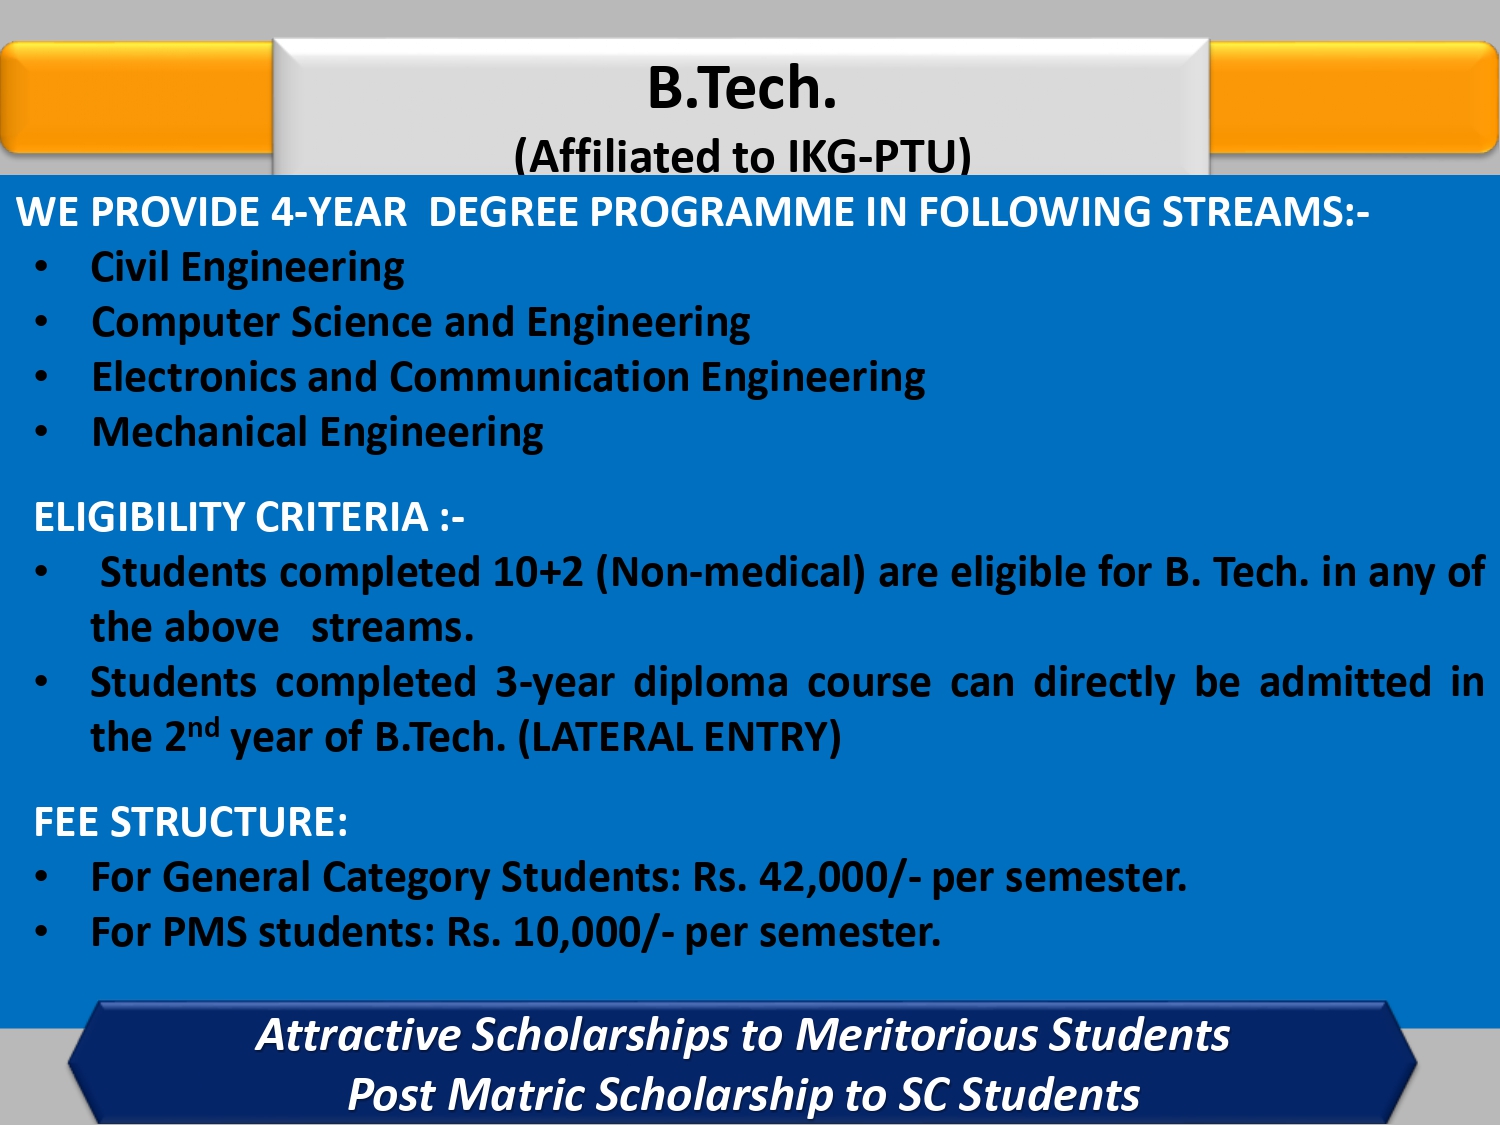 B.Tech.
(Affiliated to IKG-PTU)
WE PROVIDE 4-YEAR DEGREE PROGRAMME IN FOLLOWING STREAMS:-
• Civil Engineering
• Computer Science and Engineering
• Electronics and Communication Engineering
• Mechanical Engineering
ELIGIBILITY CRITERIA :-
• Students completed 10+2 (Non-medical) are eligible for B. Tech. in any of
the above streams.
• Students completed 3-year diploma course can directly be admitted in
the 2nd year of B.Tech. (LATERAL ENTRY)
FEE STRUCTURE:
• For General Category Students: Rs. 42,000/- per semester.
• For PMS students: Rs. 10,000/- per semester.
Attractive Scholarships to Meritorious Students
Post Matric Scholarship to SC Students